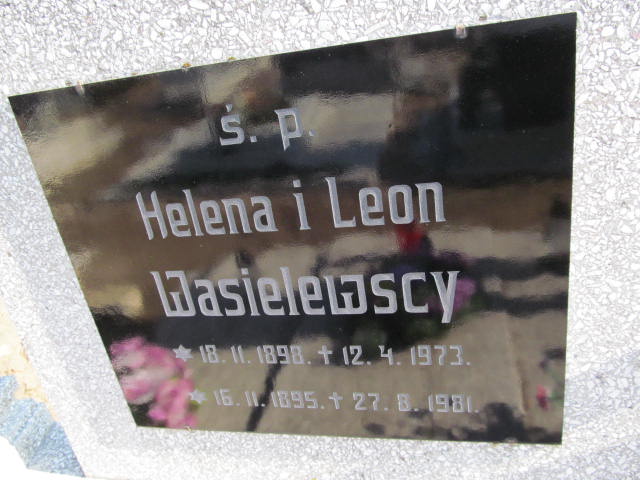 ś. p.
Helena i Leon
Wasielewscy
* 18. 11. 1898. † 12. 4. 1973.
* 16. 11. 1895. † 27. 8. 1981.